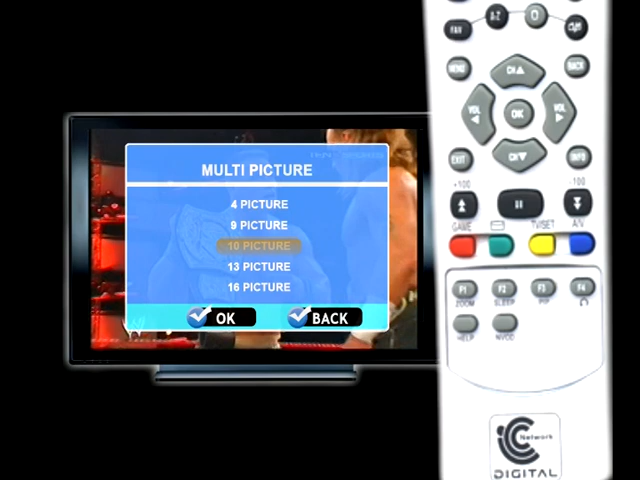 MULTI PICTURE
4 PICTURE
9 PICTURE
10 PICTURE
13 PICTURE
16 PICTURE
OK BACK
A-Z 0
FAV
MENU CH▲ BACK
VOL ◀ OK VOL ▶
EXIT CH▼ INFO
+100 -100
GAME TV/SET A/V
F1 F2 F3 F4
ZOOM SLEEP PIP
HELP NVOD
Network
DIGITAL